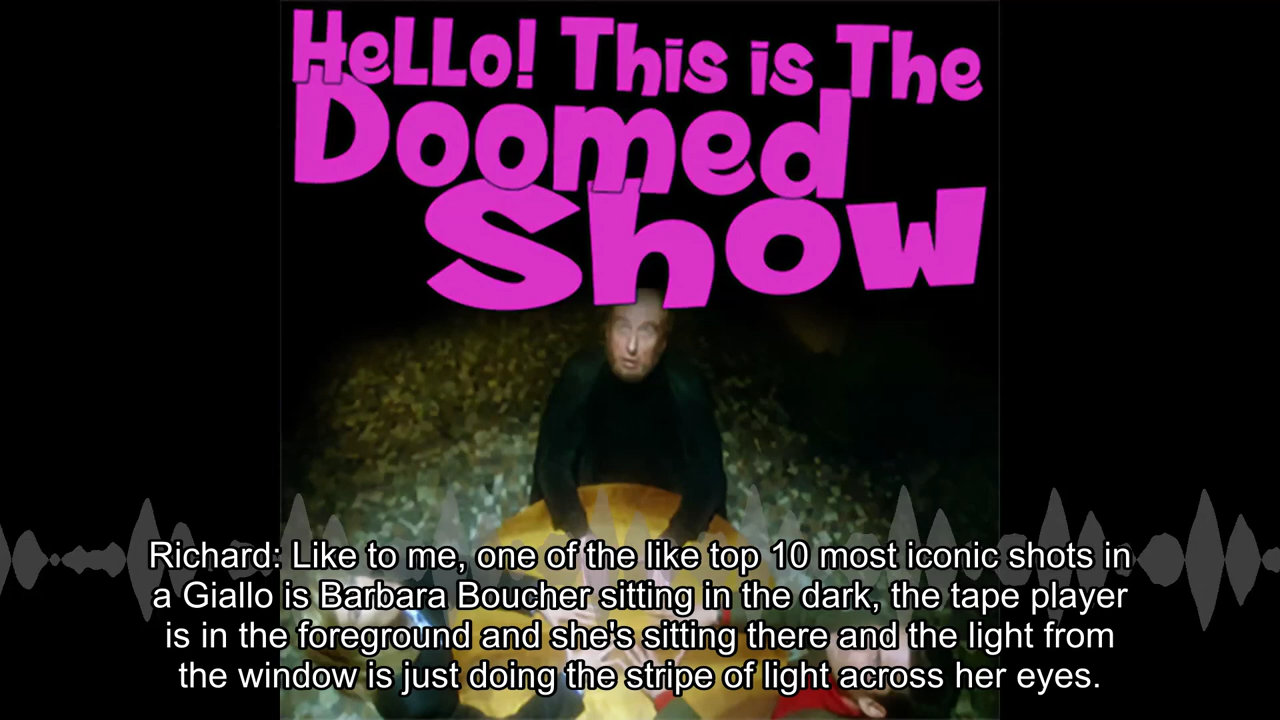 HeLLo! This is The
Doomed
Show
Richard: Like to me, one of the like top 10 most iconic shots in
a Giallo is Barbara Boucher sitting in the dark, the tape player
is in the foreground and she's sitting there and the light from
the window is just doing the stripe of light across her eyes.